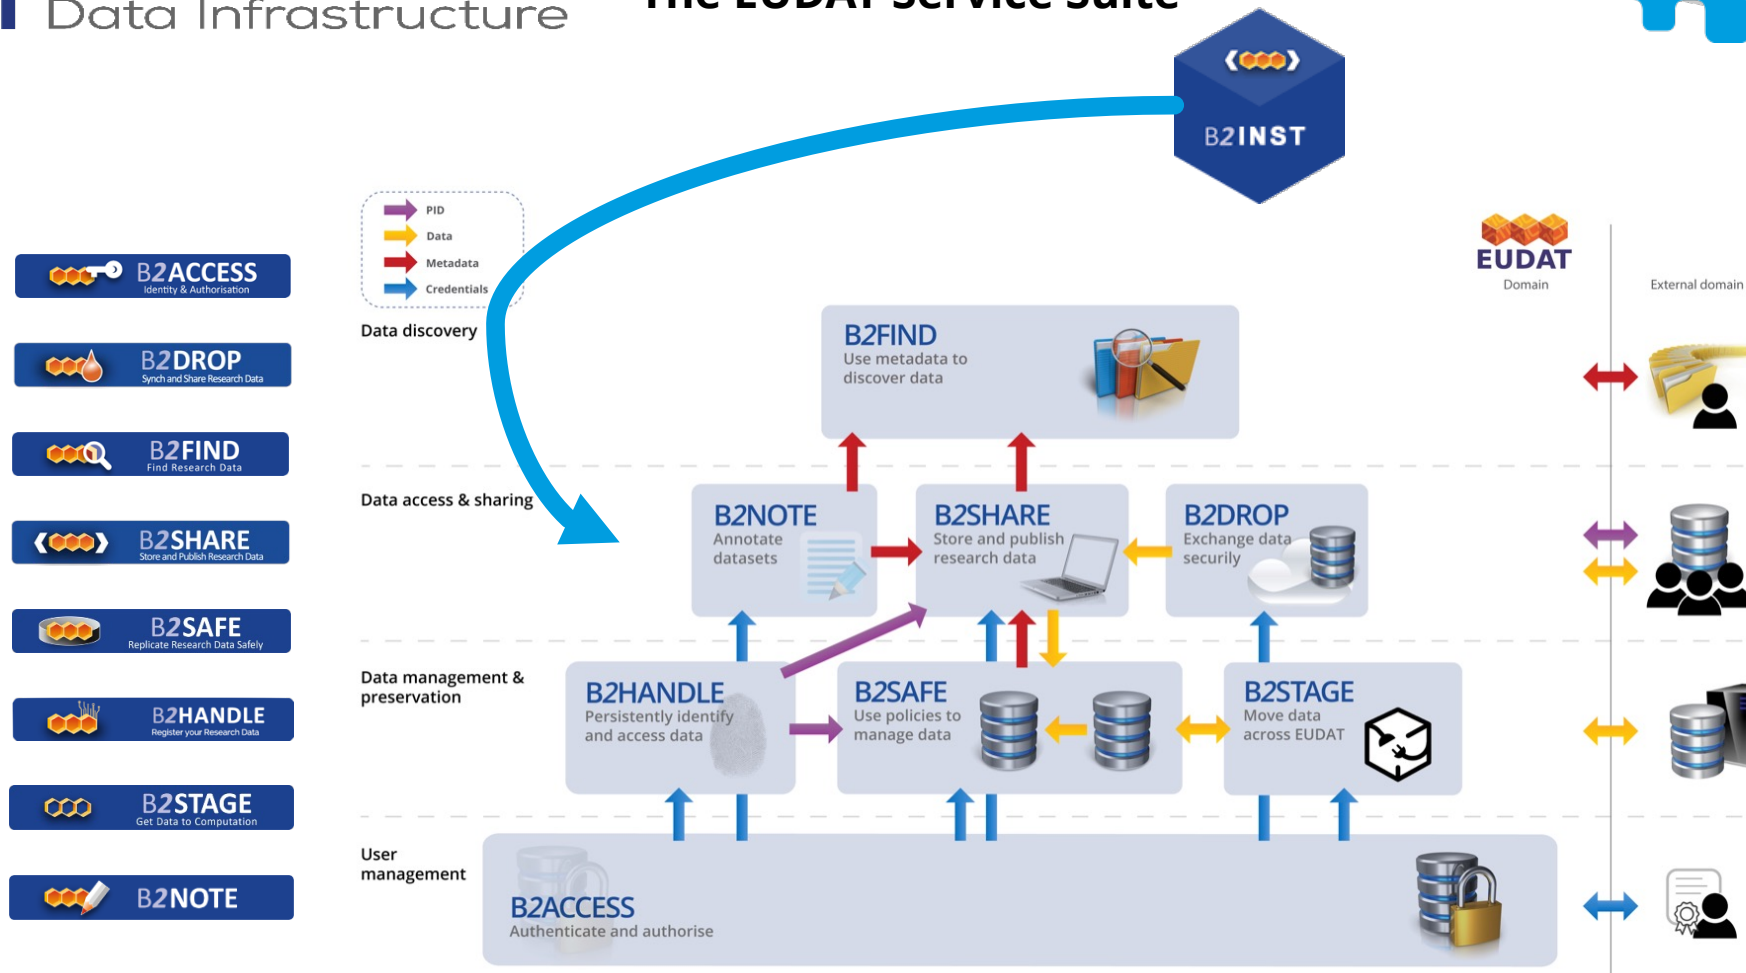 Data Infrastructure
The EUDAT Service Suite
B2INST
PID
Data
Metadata
Credentials
EUDAT
Domain
External domain
B2ACCESS
Identity & Authorisation
B2DROP
Synch and Share Research Data
B2FIND
Find Research Data
B2SHARE
Store and Publish Research Data
B2SAFE
Replicate Research Data Safely
B2HANDLE
Register your Research Data
B2STAGE
Get Data to Computation
B2NOTE
Data discovery
B2FIND
Use metadata to
discover data
Data access & sharing
B2NOTE
Annotate
datasets
B2SHARE
Store and publish
research data
B2DROP
Exchange data
securily
Data management &
preservation
B2HANDLE
Persistently identify
and access data
B2SAFE
Use policies to
manage data
B2STAGE
Move data
across EUDAT
User
management
B2ACCESS
Authenticate and authorise